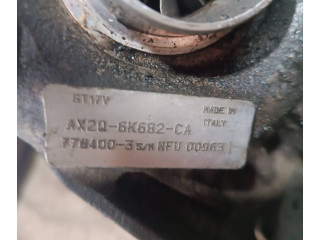 GT17V
MADE IN
ITALY
AX2Q-6K682-CA
778400-3 S/N NFU 00963